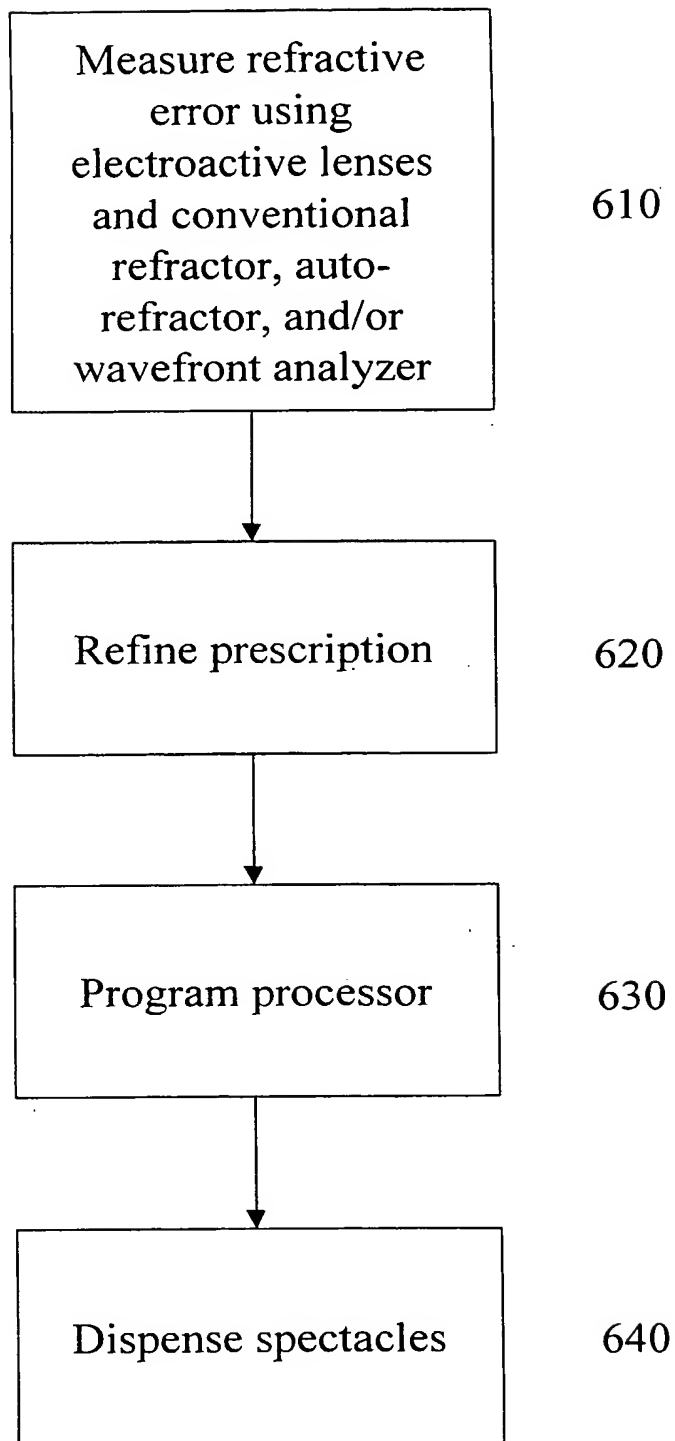 Measure refractive
error using
electroactive lenses
and conventional
refractor, auto-
refractor, and/or
wavefront analyzer
610
Refine prescription
620
Program processor
630
Dispense spectacles
640